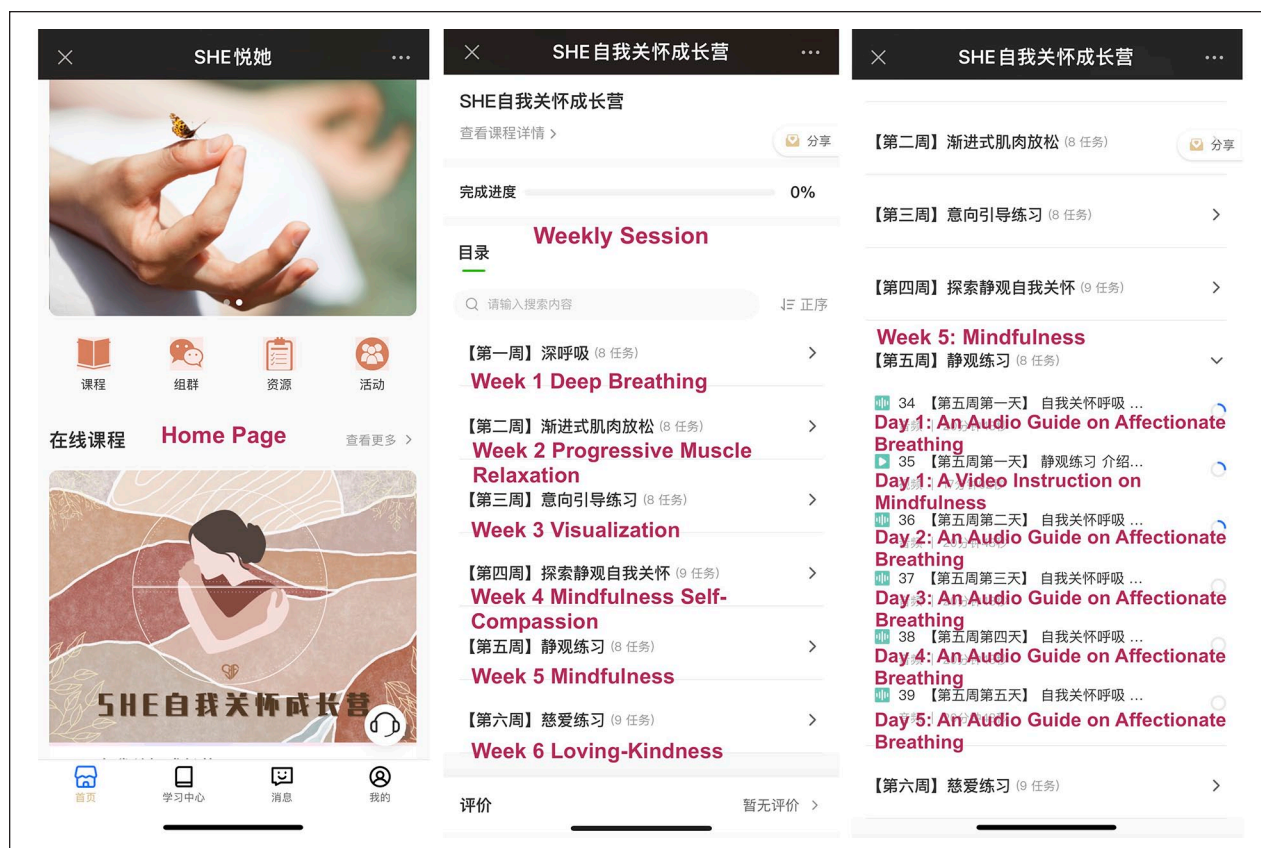 SHE悦她
课程
组群
资源
活动
在线课程
Home Page
查看更多
SHE自我关怀成长营
首页
学习中心
消息
我的
SHE自我关怀成长营
SHE自我关怀成长营
查看课程详情
分享
完成进度
0%
Weekly Session
目录
请输入搜索内容
正序
【第一周】深呼吸 (8 任务)
Week 1 Deep Breathing
【第二周】渐进式肌肉放松 (8 任务)
Week 2 Progressive Muscle
Relaxation
【第三周】意向引导练习 (8 任务)
Week 3 Visualization
【第四周】探索静观自我关怀 (9 任务)
Week 4 Mindfulness Self-
Compassion
【第五周】静观练习 (8 任务)
Week 5 Mindfulness
【第六周】慈爱练习 (9 任务)
Week 6 Loving-Kindness
评价
暂无评价
SHE自我关怀成长营
【第二周】渐进式肌肉放松 (8 任务)
分享
【第三周】意向引导练习 (8 任务)
【第四周】探索静观自我关怀 (9 任务)
Week 5: Mindfulness
【第五周】静观练习 (8 任务)
34 【第五周第一天】 自我关怀呼吸 ...
Day 1: An Audio Guide on Affectionate
Breathing
35 【第五周第一天】 静观练习 介绍...
Day 1: A Video Instruction on
Mindfulness
36 【第五周第二天】 自我关怀呼吸 ...
Day 2: An Audio Guide on Affectionate
Breathing
37 【第五周第三天】 自我关怀呼吸 ...
Day 3: An Audio Guide on Affectionate
Breathing
38 【第五周第四天】 自我关怀呼吸 ...
Day 4: An Audio Guide on Affectionate
Breathing
39 【第五周第五天】 自我关怀呼吸 ...
Day 5: An Audio Guide on Affectionate
Breathing
【第六周】慈爱练习 (9 任务)